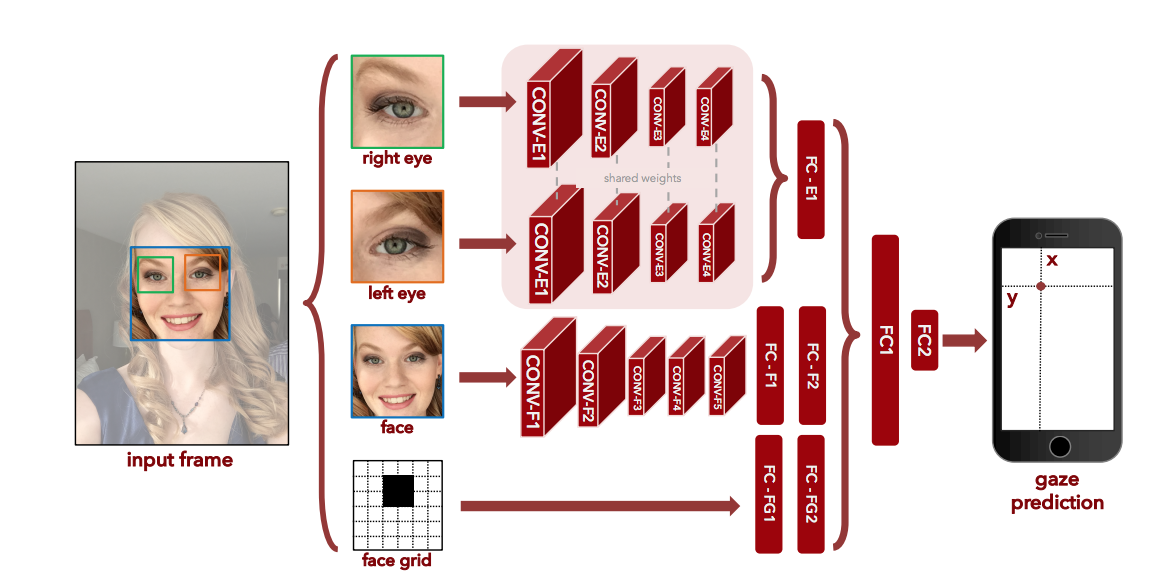 right eye
CONV-E1
CONV-E2
CONV-E3
CONV-E4
shared weights
left eye
CONV-E1
CONV-E2
CONV-E3
CONV-E4
FC - E1
face
CONV-F1
CONV-F2
CONV-F3
CONV-F4
CONV-F5
FC - F1
FC - F2
face grid
FC - FG1
FC - FG2
input frame
FC1
FC2
x
y
gaze
prediction